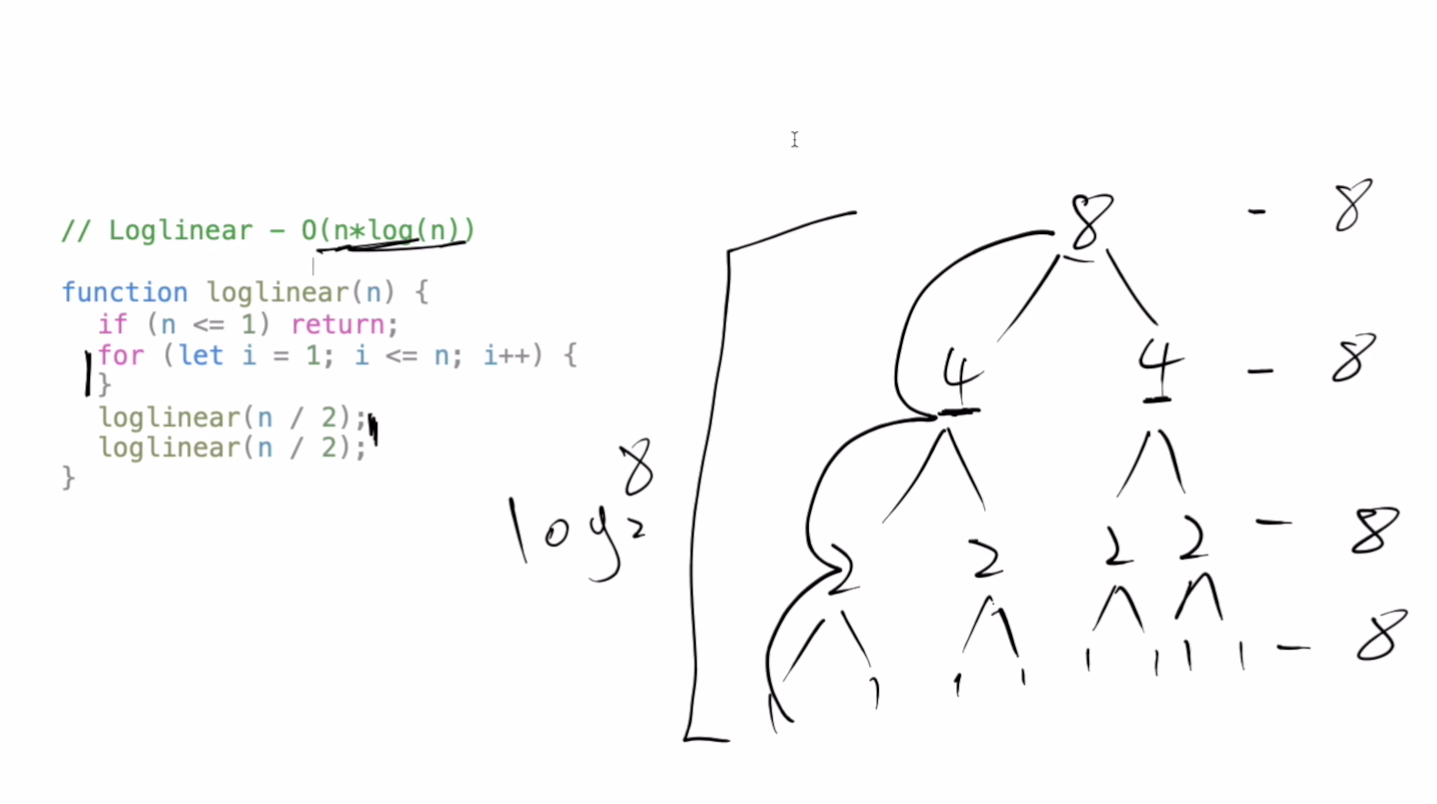 // Loglinear – O(n*log(n))
function loglinear(n) {
if (n <= 1) return;
for (let i = 1; i <= n; i++) {
}
loglinear(n / 2);
loglinear(n / 2);
}
log₂ 8
8 - 8
4 4 - 8
2 2 2 2 - 8
1 1 1 1 1 1 1 1 - 8